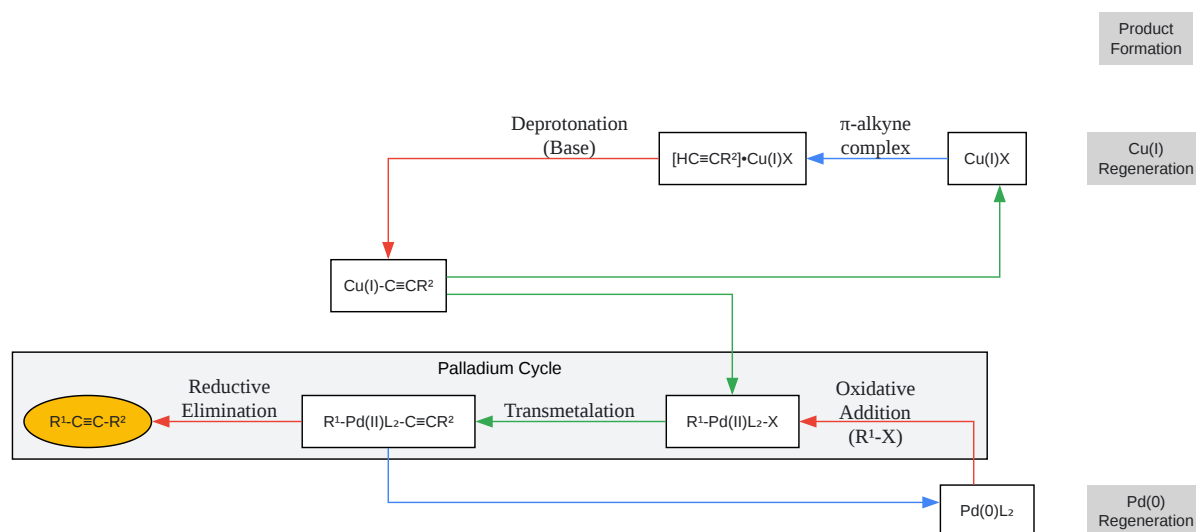 Product
Formation
Deprotonation
(Base)
π-alkyne
complex
[HC≡CR²]•Cu(I)X
Cu(I)X
Cu(I)
Regeneration
Cu(I)-C≡CR²
Palladium Cycle
Reductive
Elimination
Oxidative
Addition
(R¹-X)
R¹-C≡C-R²
R¹-Pd(II)L₂-C≡CR²
Transmetalation
R¹-Pd(II)L₂-X
Pd(0)L₂
Pd(0)
Regeneration